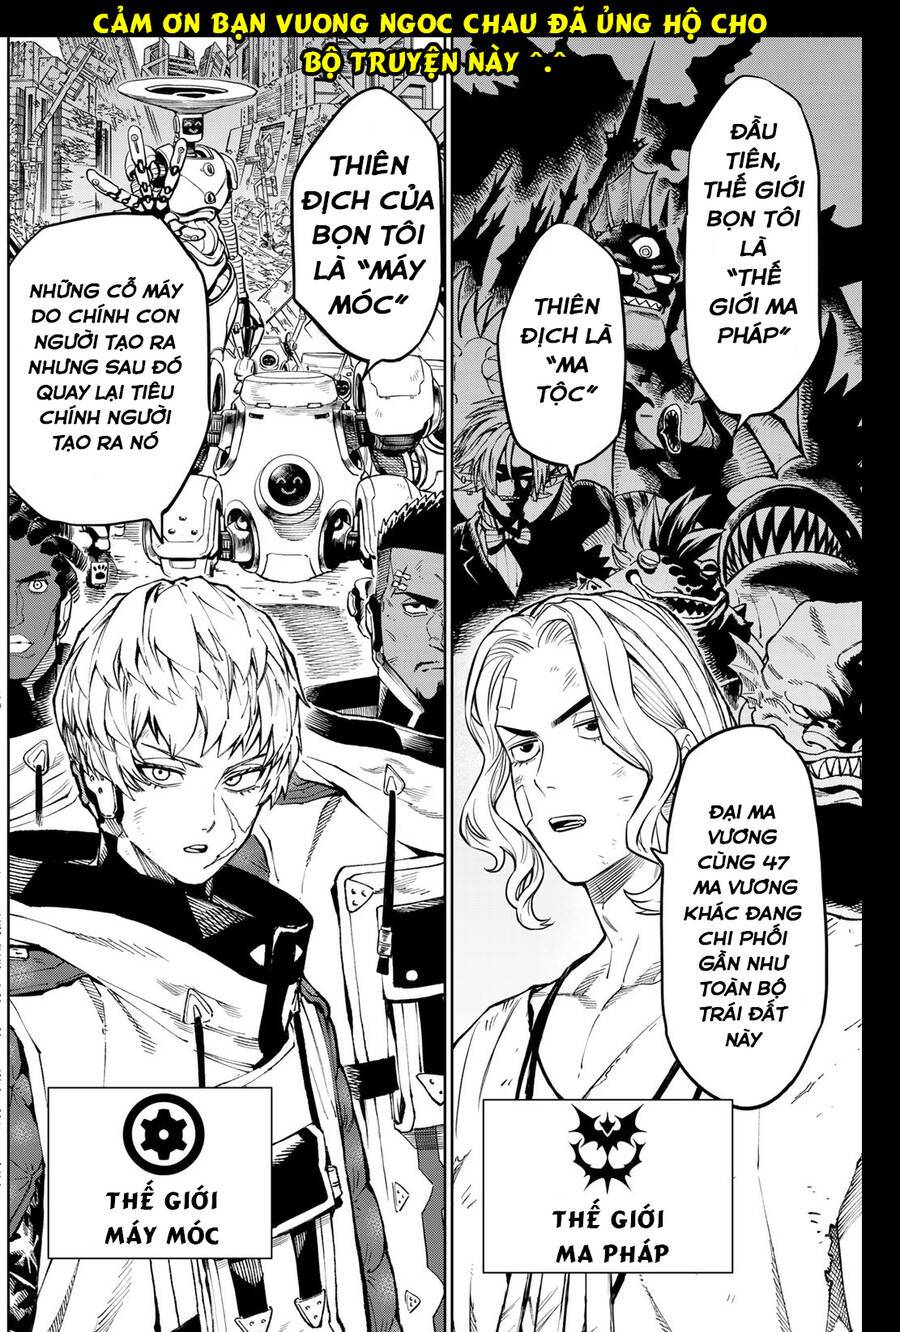 CẢM ƠN BẠN VUONG NGOC CHAU ĐÃ ỦNG HỘ CHO
BỘ TRUYỆN NÀY ^.^
ĐẦU
TIÊN,
THẾ GIỚI
BỌN TÔI
LÀ
"THẾ
GIỚI MA
PHÁP"
THIÊN
ĐỊCH LÀ
"MA
TỘC"
ĐẠI MA
VƯƠNG
CÙNG 47
MA VƯƠNG
KHÁC ĐANG
CHI PHỐI
GẦN NHƯ
TOÀN BỘ
TRÁI ĐẤT
NÀY
THẾ GIỚI
MA PHÁP
THIÊN
ĐỊCH CỦA
BỌN TÔI
LÀ "MÁY
MÓC"
NHỮNG CỖ MÁY
DO CHÍNH CON
NGƯỜI TẠO RA
NHƯNG SAU ĐÓ
QUAY LẠI TIÊU
CHÍNH NGƯỜI
TẠO RA NÓ
THẾ GIỚI
MÁY MÓC